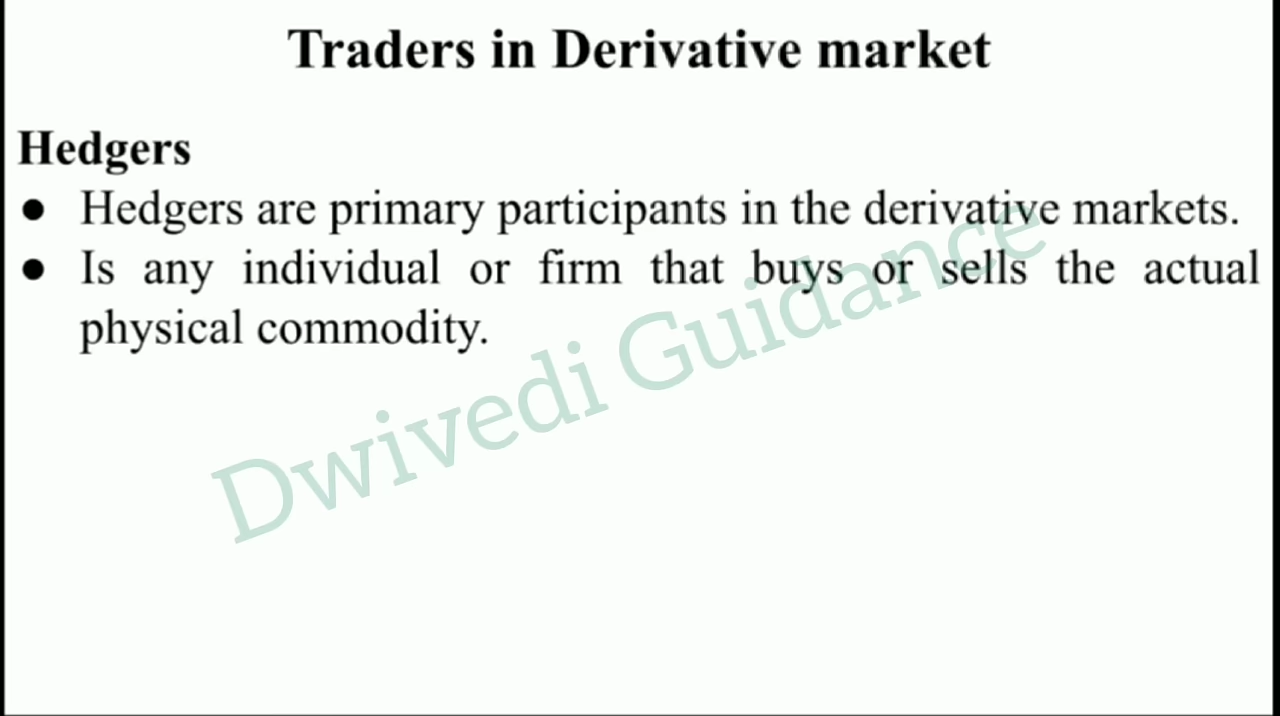 Traders in Derivative market
Hedgers
● Hedgers are primary participants in the derivative markets.
● Is any individual or firm that buys or sells the actual
physical commodity.
Dwivedi Guidance